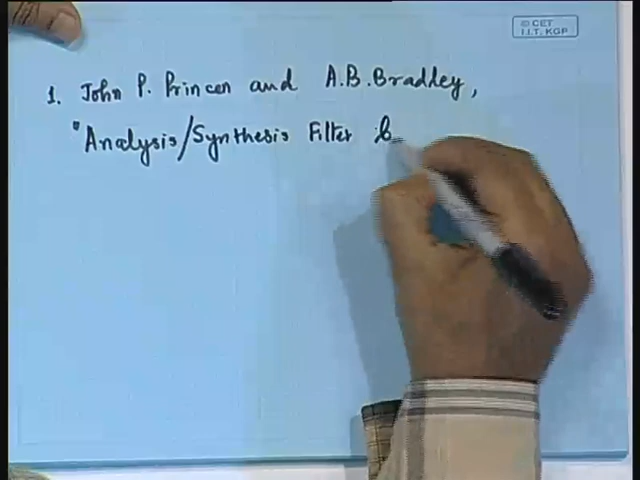 © CET
I.I.T. KGP
1. John P. Princen and A.B. Bradley,
"Analysis/Synthesis Filter